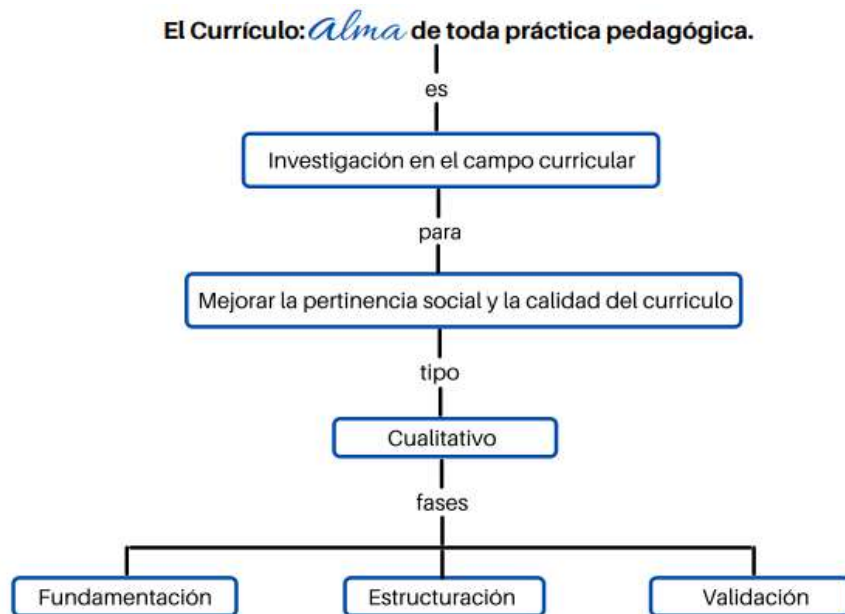 El Currículo: Alma de toda práctica pedagógica.
es
Investigación en el campo curricular
para
Mejorar la pertinencia social y la calidad del curriculo
tipo
Cualitativo
fases
Fundamentación Estructuración Validación